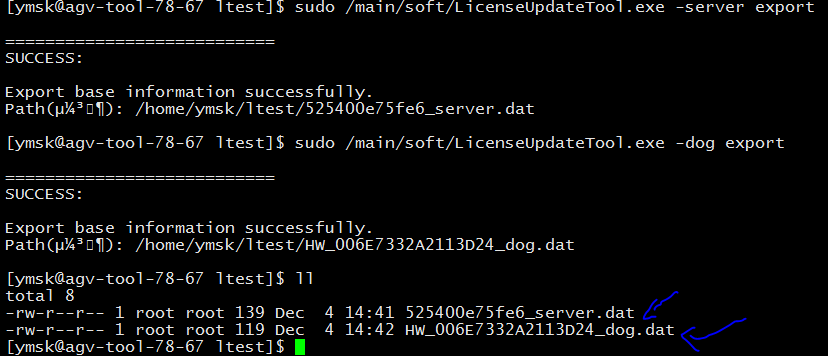 [ymsk@agv-tool-78-67 ltest]$ sudo /main/soft/LicenseUpdateTool.exe -server export
===========================
SUCCESS:
Export base information successfully.
Path(µ¼³▯¶): /home/ymsk/ltest/525400e75fe6_server.dat
[ymsk@agv-tool-78-67 ltest]$ sudo /main/soft/LicenseUpdateTool.exe -dog export
===========================
SUCCESS:
Export base information successfully.
Path(µ¼³▯¶): /home/ymsk/ltest/HW_006E7332A2113D24_dog.dat
[ymsk@agv-tool-78-67 ltest]$ ll
total 8
-rw-r--r-- 1 root root 139 Dec  4 14:41 525400e75fe6_server.dat
-rw-r--r-- 1 root root 119 Dec  4 14:42 HW_006E7332A2113D24_dog.dat
[ymsk@agv-tool-78-67 ltest]$